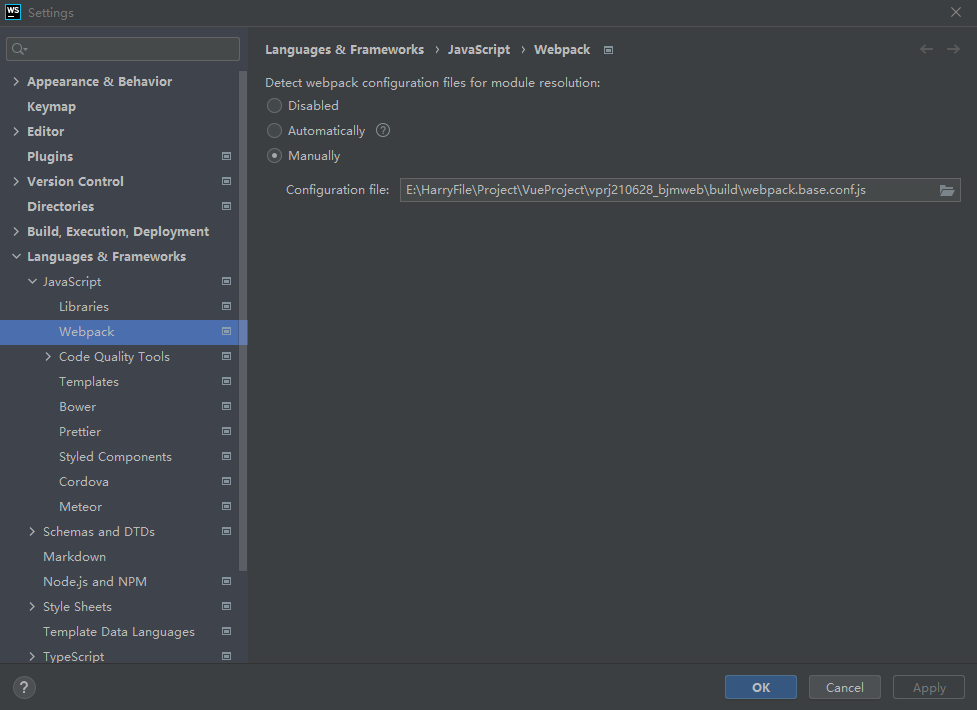 WS Settings
Appearance & Behavior
Keymap
Editor
Plugins
Version Control
Directories
Build, Execution, Deployment
Languages & Frameworks
JavaScript
Libraries
Webpack
Code Quality Tools
Templates
Bower
Prettier
Styled Components
Cordova
Meteor
Schemas and DTDs
Markdown
Node.js and NPM
Style Sheets
Template Data Languages
TypeScript
Languages & Frameworks › JavaScript › Webpack
Detect webpack configuration files for module resolution:
Disabled
Automatically ?
Manually
Configuration file: E:\HarryFile\Project\VueProject\vprj210628_bjmweb\build\webpack.base.conf.js
? OK Cancel Apply